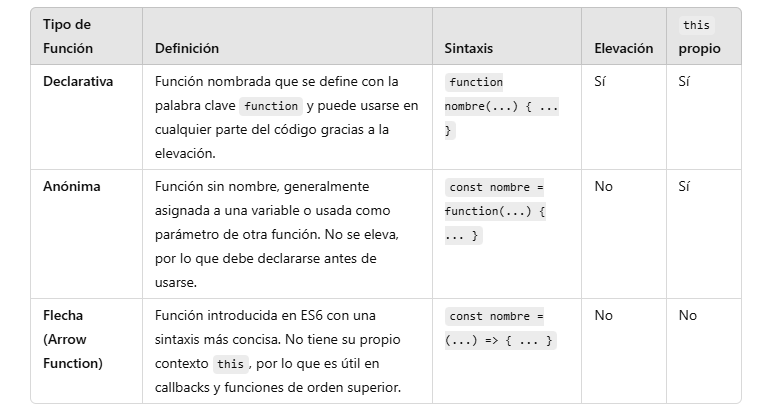 Tipo de Función | Definición | Sintaxis | Elevación | this propio
Declarativa | Función nombrada que se define con la | function | Sí | Sí
palabra clave function y puede usarse en | nombre(...) { ...
cualquier parte del código gracias a la | }
elevación.
Anónima | Función sin nombre, generalmente | const nombre = | No | Sí
asignada a una variable o usada como | function(...) {
parámetro de otra función. No se eleva, | ... }
por lo que debe declararse antes de
usarse.
Flecha | Función introducida en ES6 con una | const nombre = | No | No
(Arrow | sintaxis más concisa. No tiene su propio | (...) => { ... }
Function) | contexto this, por lo que es útil en
callbacks y funciones de orden superior.